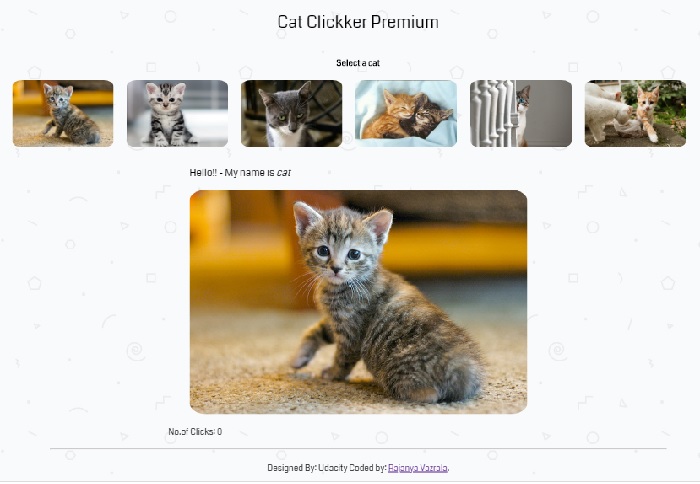 Cat Clickker Premium
Select a cat
Hello!! - My name is cat
No.of Clicks: 0
Designed By: Udacity Coded by: Rajanya Vazrala.